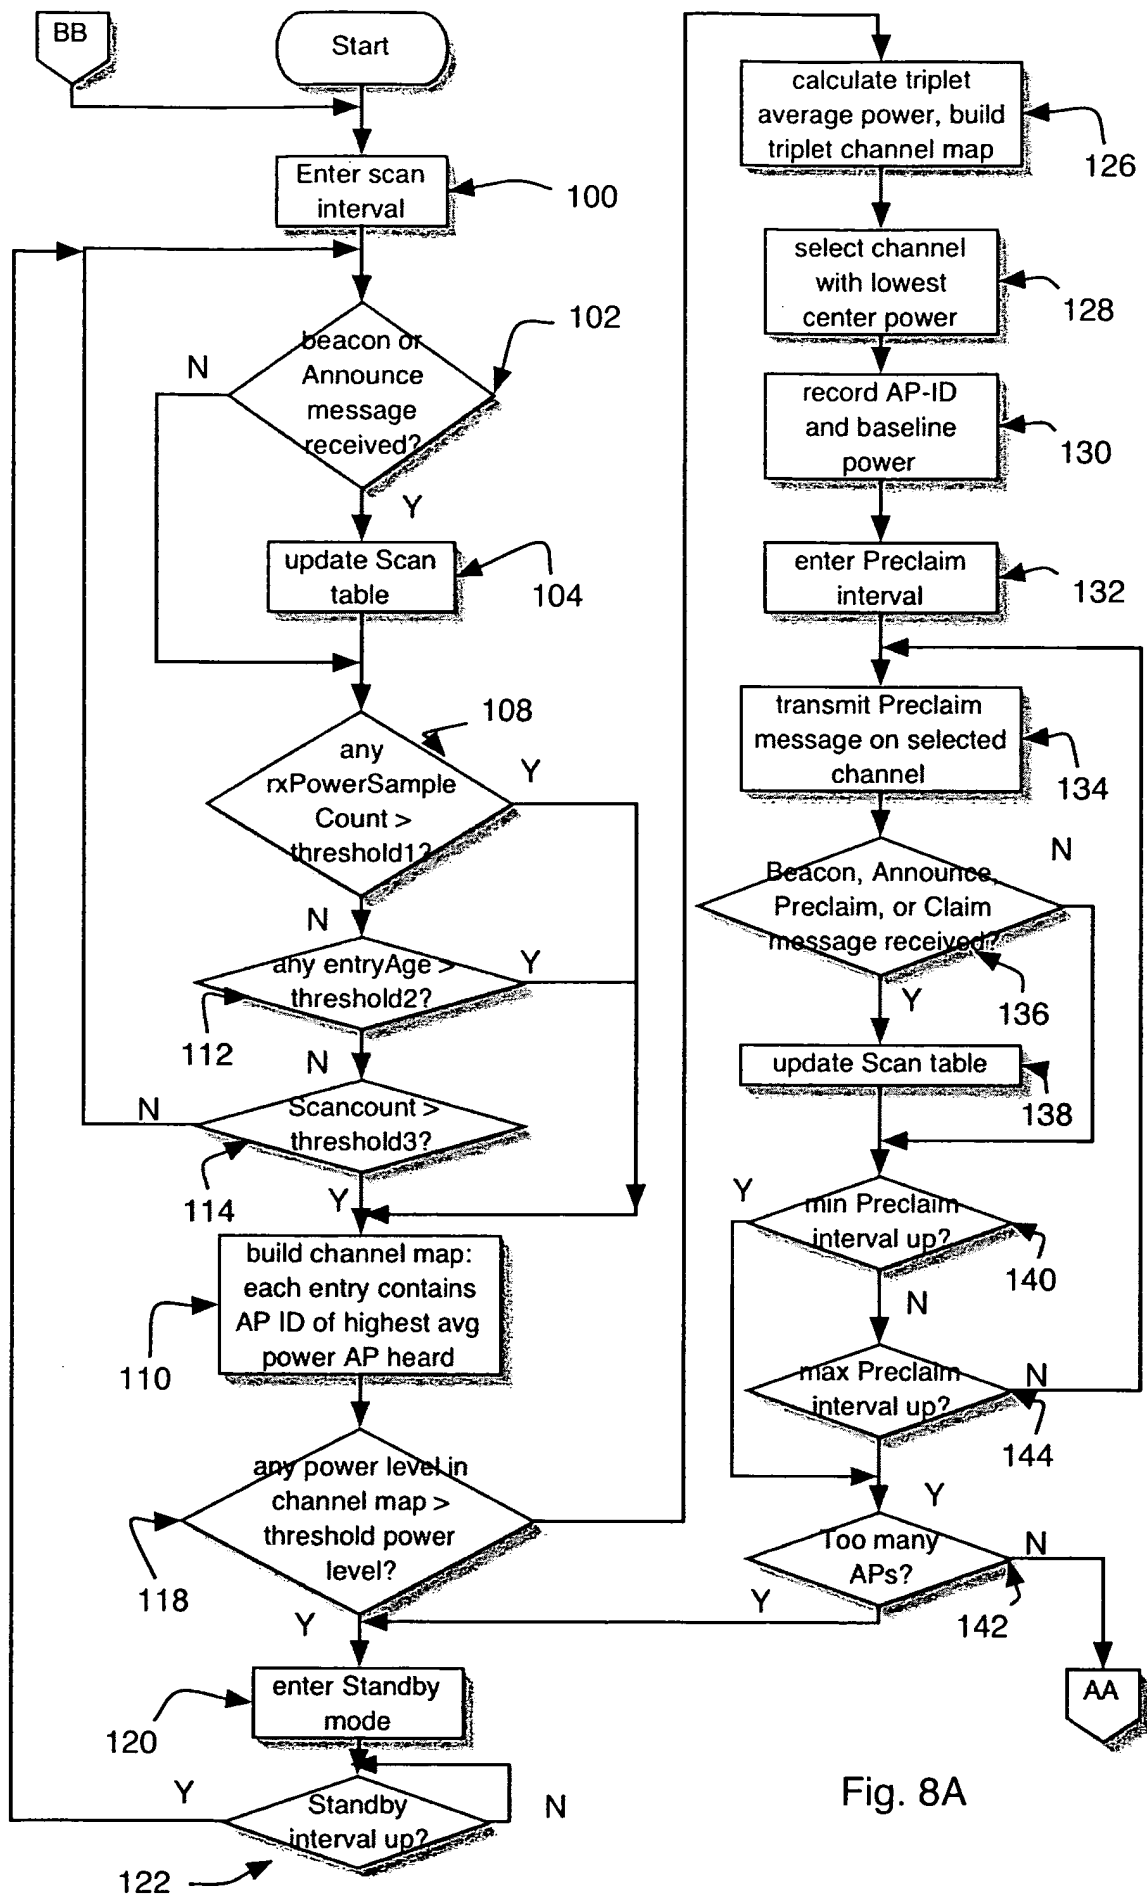 BB
Start
Enter scan
interval
100
beacon or
Announce
message
received?
102
N
Y
update Scan
table
104
any
rxPowerSample
Count >
threshold1?
108
Y
N
any entryAge >
threshold2?
Y
112
N
Scancount >
threshold3?
N
114
Y
build channel map:
each entry contains
AP ID of highest avg
power AP heard
110
any power level in
channel map >
threshold power
level?
118
Y
enter Standby
mode
120
Y
Standby
interval up?
N
122
calculate triplet
average power, build
triplet channel map
126
select channel
with lowest
center power
128
record AP-ID
and baseline
power
130
enter Preclaim
interval
132
transmit Preclaim
message on selected
channel
134
N
Beacon, Announce,
Preclaim, or Claim
message received?
136
Y
update Scan table
138
Y
min Preclaim
interval up?
140
N
max Preclaim
interval up?
N
144
Y
Too many
APs?
N
Y
142
AA
Fig. 8A